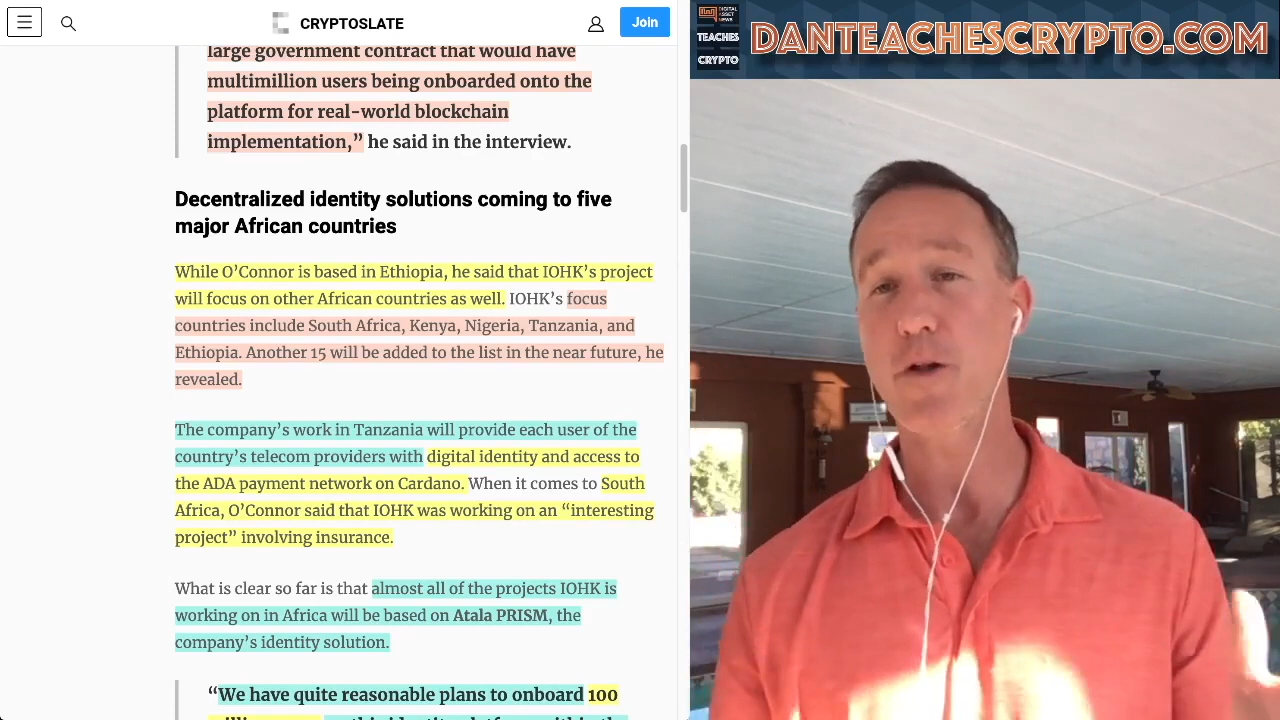 CRYPTOSLATE
Join
large government contract that would have
multimillion users being onboarded onto the
platform for real-world blockchain
implementation,” he said in the interview.
Decentralized identity solutions coming to five
major African countries
While O’Connor is based in Ethiopia, he said that IOHK’s project
will focus on other African countries as well. IOHK’s focus
countries include South Africa, Kenya, Nigeria, Tanzania, and
Ethiopia. Another 15 will be added to the list in the near future, he
revealed.
The company’s work in Tanzania will provide each user of the
country’s telecom providers with digital identity and access to
the ADA payment network on Cardano. When it comes to South
Africa, O’Connor said that IOHK was working on an “interesting
project” involving insurance.
What is clear so far is that almost all of the projects IOHK is
working on in Africa will be based on Atala PRISM, the
company’s identity solution.
“We have quite reasonable plans to onboard 100
DIGITAL
ASSET
NEWS
TEACHES
CRYPTO
DANTEACHESCRYPTO.COM